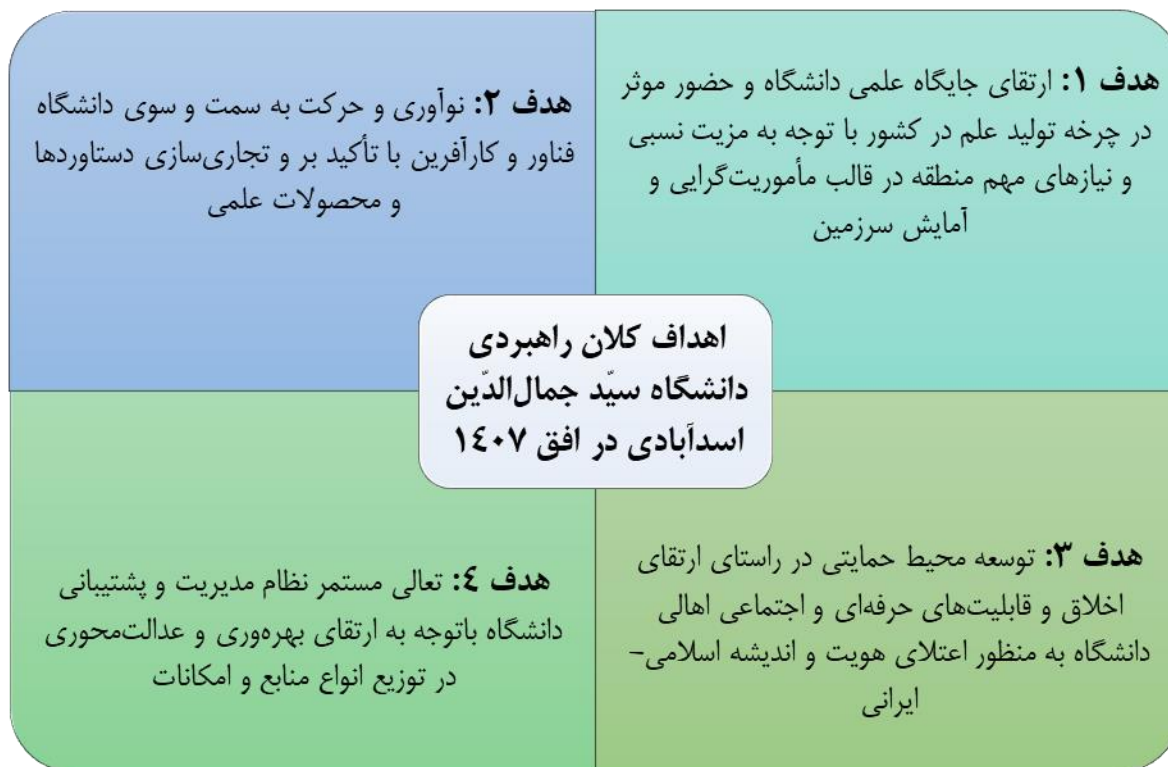 هدف ۱: ارتقای جایگاه علمی دانشگاه و حضور موثر
در چرخه تولید علم در کشور با توجه به مزیت نسبی
و نیازهای مهم منطقه در قالب مأموریت‌گرایی و
آمایش سرزمین
هدف ۲: نوآوری و حرکت به سمت و سوی دانشگاه
فناور و کارآفرین با تأکید بر و تجاری‌سازی دستاوردها
و محصولات علمی
اهداف کلان راهبردی
دانشگاه سیّد جمال‌الدّین
اسدآبادی در افق ۱٤۰۷
هدف ۳: توسعه محیط حمایتی در راستای ارتقای
اخلاق و قابلیت‌های حرفه‌ای و اجتماعی اهالی
دانشگاه به منظور اعتلای هویت و اندیشه اسلامی-
ایرانی
هدف ٤: تعالی مستمر نظام مدیریت و پشتیبانی
دانشگاه باتوجه به ارتقای بهره‌وری و عدالت‌محوری
در توزیع انواع منابع و امکانات